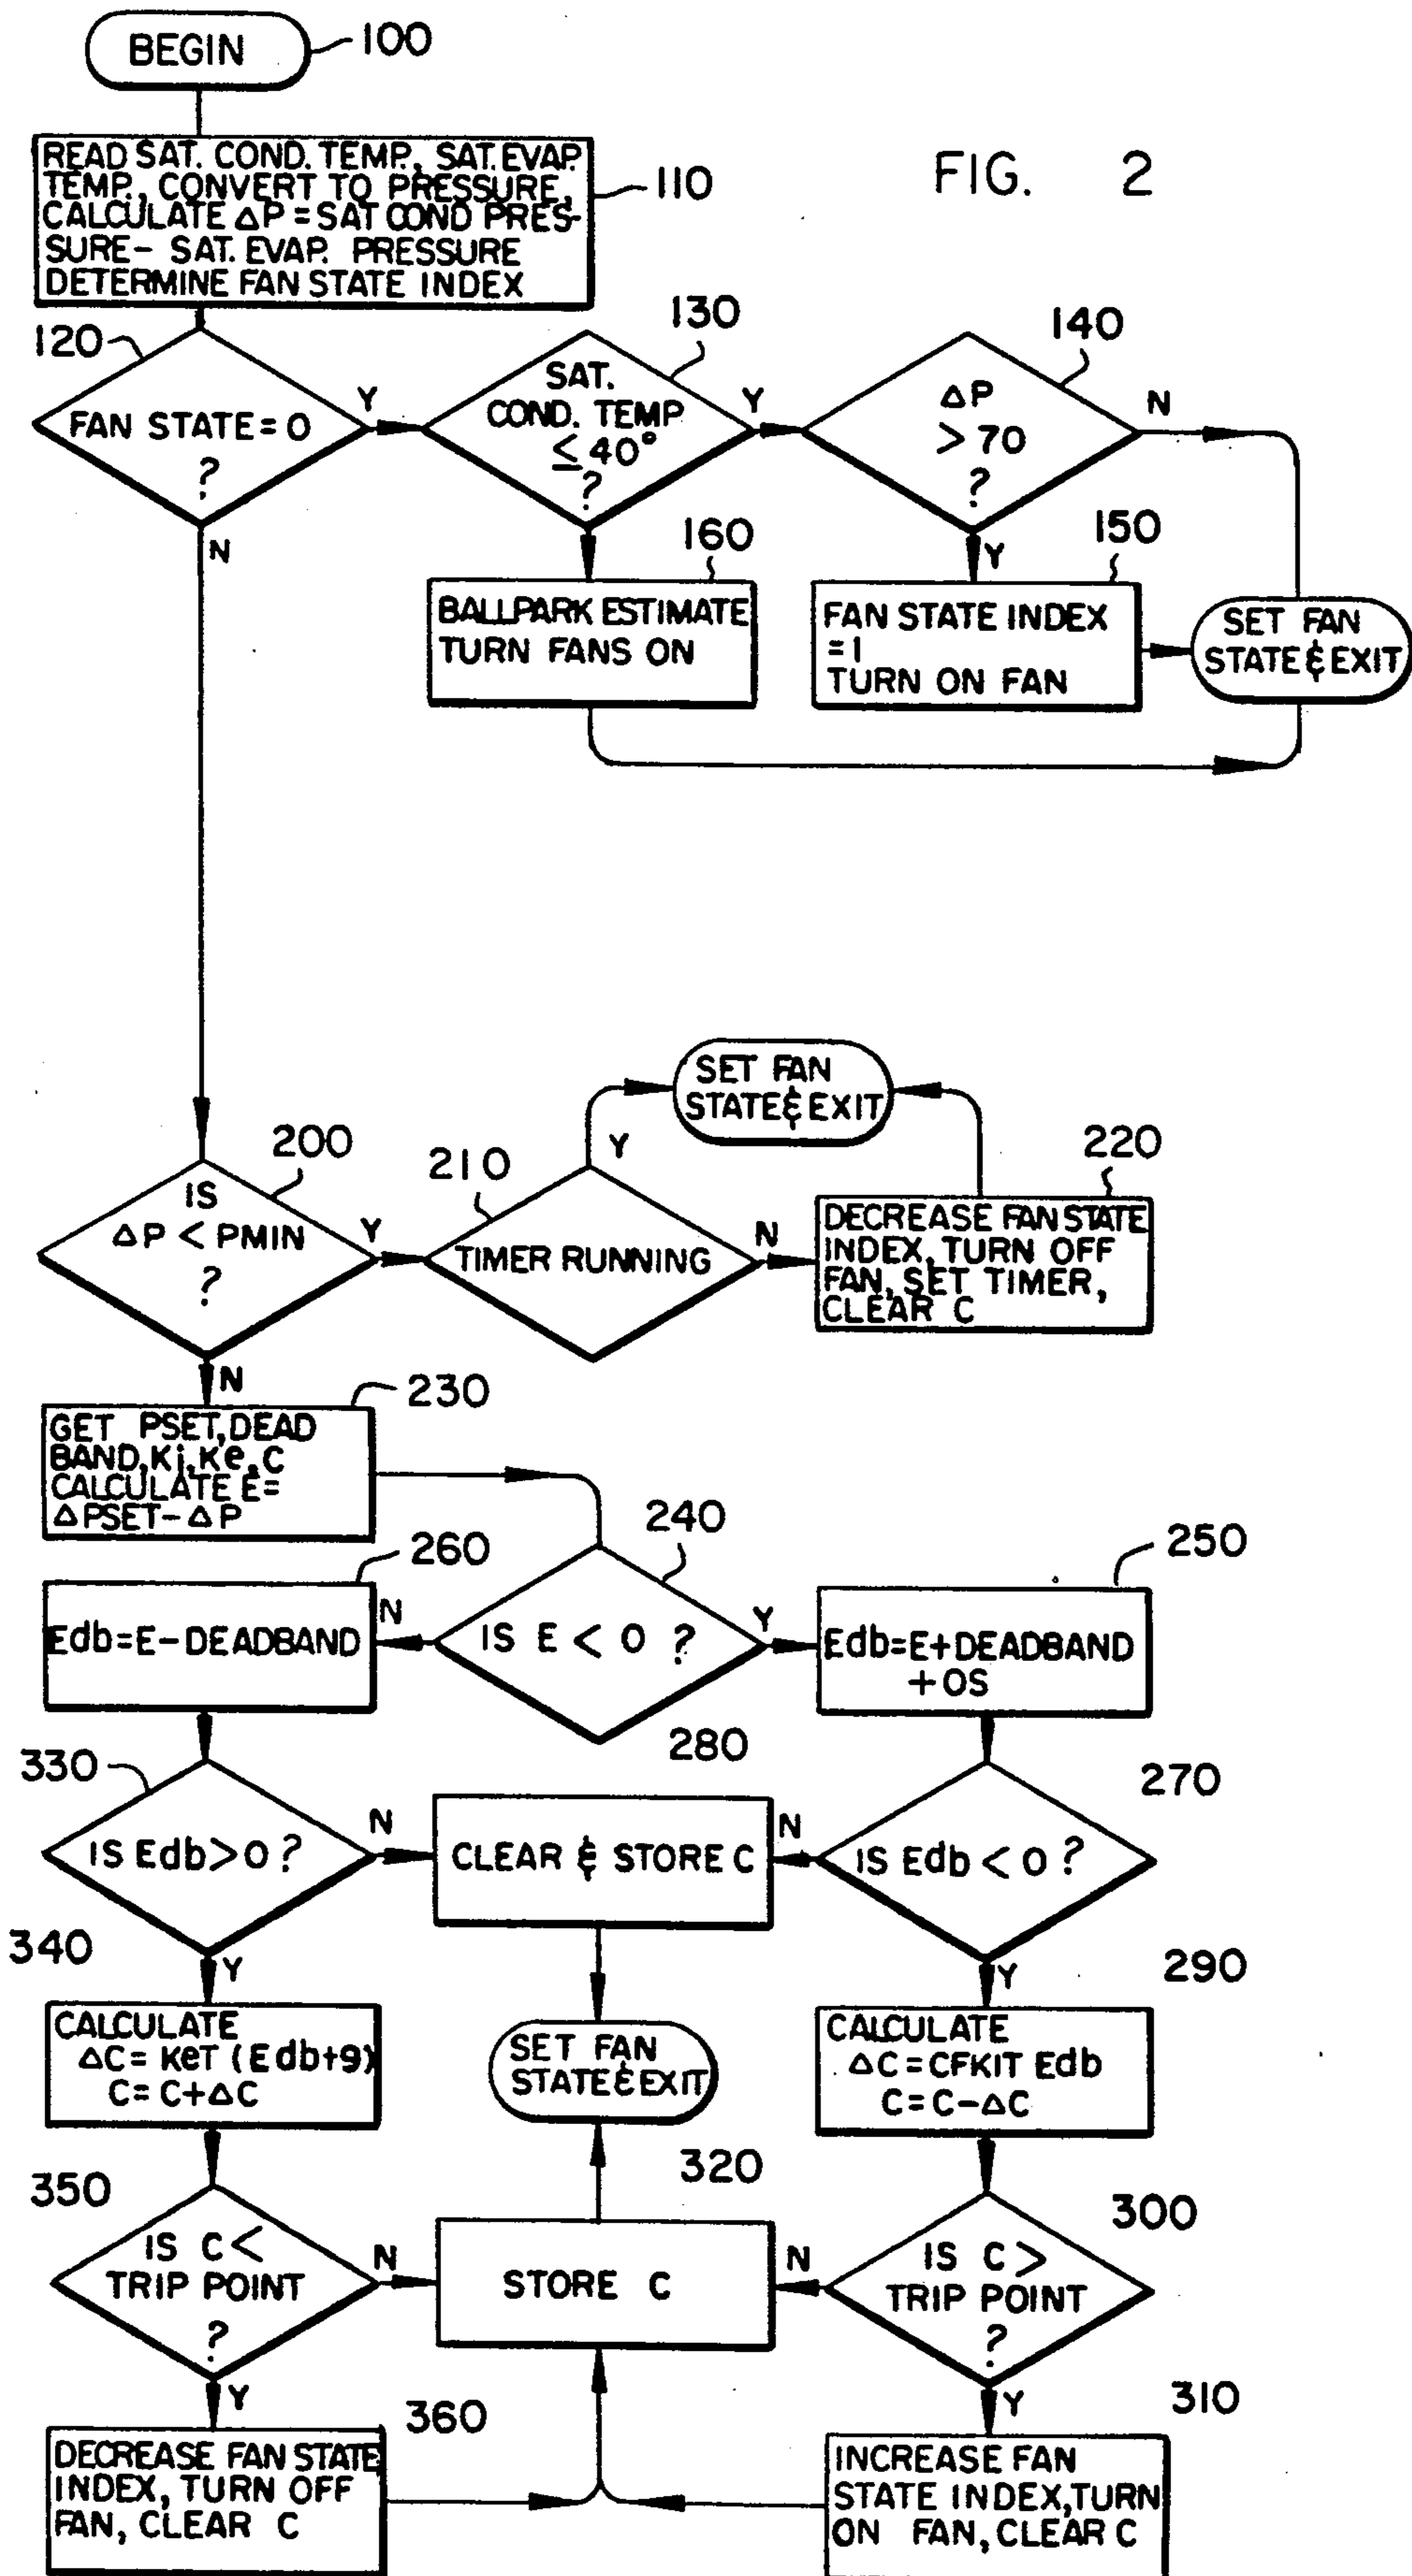 BEGIN
100
READ SAT. COND. TEMP., SAT. EVAP.
TEMP., CONVERT TO PRESSURE,
CALCULATE ΔP = SAT COND PRES-
SURE- SAT. EVAP. PRESSURE
DETERMINE FAN STATE INDEX
110
FIG. 2
120
FAN STATE = 0
?
Y
N
130
SAT.
COND. TEMP
≤ 40°
?
Y
140
ΔP
> 70
?
N
Y
160
BALLPARK ESTIMATE
TURN FANS ON
150
FAN STATE INDEX
= 1
TURN ON FAN
SET FAN
STATE & EXIT
200
IS
ΔP < PMIN
?
Y
N
210
TIMER RUNNING
Y
N
SET FAN
STATE & EXIT
220
DECREASE FAN STATE
INDEX, TURN OFF
FAN, SET TIMER,
CLEAR C
230
GET PSET, DEAD
BAND, Ki, Ke, C
CALCULATE E=
ΔPSET-ΔP
240
IS E < 0 ?
N
Y
260
Edb=E-DEADBAND
250
Edb=E+DEADBAND
+OS
330
IS Edb>0 ?
N
Y
280
CLEAR & STORE C
270
IS Edb < 0 ?
N
Y
340
CALCULATE
ΔC= KeT (Edb+9)
C= C+ΔC
SET FAN
STATE & EXIT
290
CALCULATE
ΔC=CFKIT Edb
C=C-ΔC
350
IS C <
TRIP POINT
?
N
Y
320
STORE C
300
IS C >
TRIP POINT
?
N
Y
360
DECREASE FAN STATE
INDEX, TURN OFF
FAN, CLEAR C
310
INCREASE FAN
STATE INDEX, TURN
ON FAN, CLEAR C